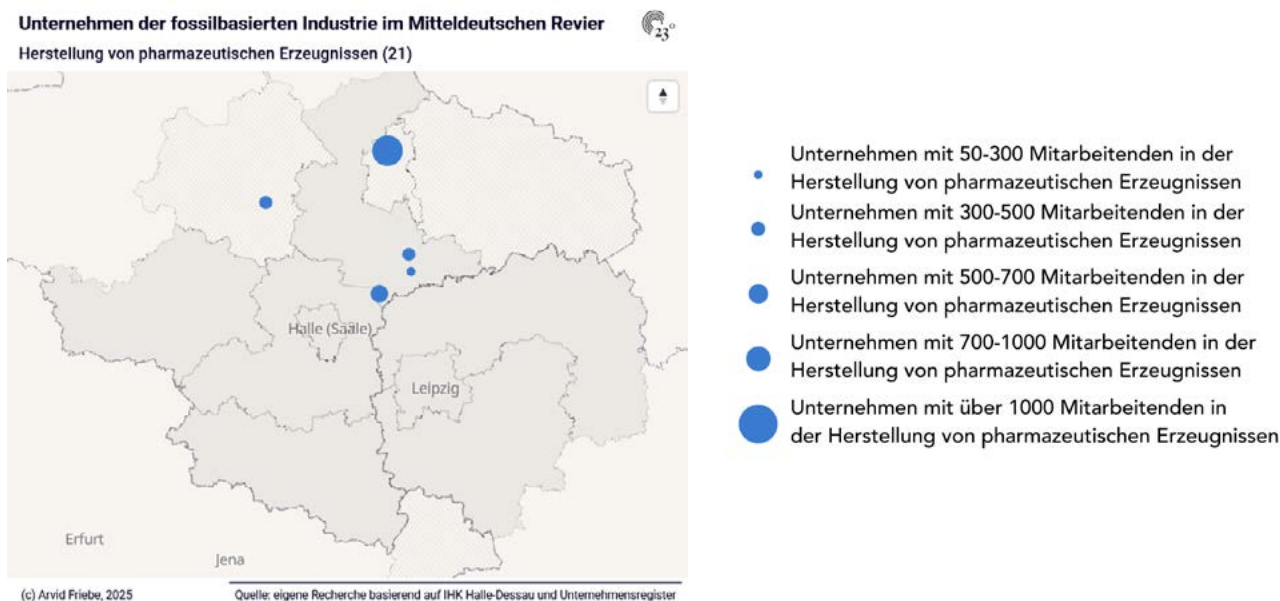 Unternehmen der fossilbasierten Industrie im Mitteldeutschen Revier
23°
Herstellung von pharmazeutischen Erzeugnissen (21)
Halle (Saale)
Leipzig
Erfurt
Jena
(c) Arvid Friebe, 2025
Quelle: eigene Recherche basierend auf IHK Halle-Dessau und Unternehmensregister
Unternehmen mit 50-300 Mitarbeitenden in der
Herstellung von pharmazeutischen Erzeugnissen
Unternehmen mit 300-500 Mitarbeitenden in der
Herstellung von pharmazeutischen Erzeugnissen
Unternehmen mit 500-700 Mitarbeitenden in der
Herstellung von pharmazeutischen Erzeugnissen
Unternehmen mit 700-1000 Mitarbeitenden in der
Herstellung von pharmazeutischen Erzeugnissen
Unternehmen mit über 1000 Mitarbeitenden in
der Herstellung von pharmazeutischen Erzeugnissen